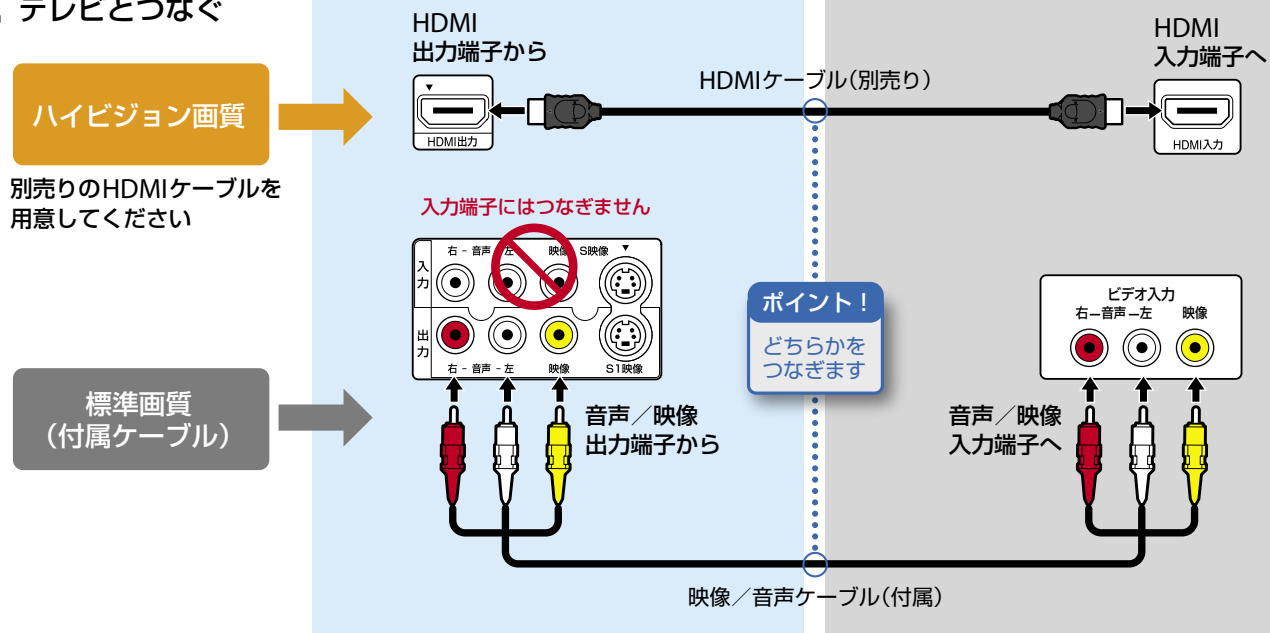 テレビとつなぐ
ハイビジョン画質
別売りのHDMIケーブルを
用意してください
HDMI
出力端子から
HDMI出力
HDMIケーブル(別売り)
HDMI
入力端子へ
HDMI入力
入力端子にはつなぎません
右 - 音声 - 左 映像 S映像
入力
出力
右 - 音声 - 左 映像 S1映像
標準画質
(付属ケーブル)
音声/映像
出力端子から
ポイント!
どちらかを
つなぎます
ビデオ入力
右ー音声ー左 映像
音声/映像
入力端子へ
映像/音声ケーブル(付属)